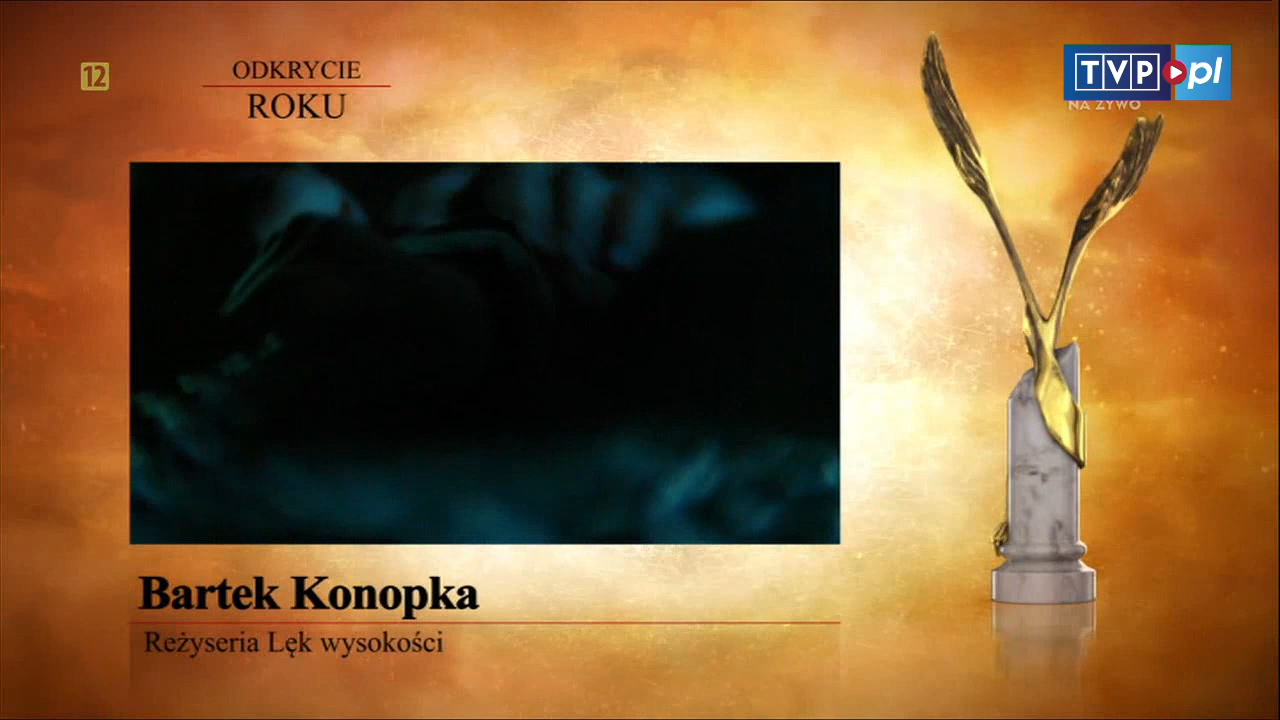 12
ODKRYCIE
ROKU
TVP pl
NA ŻYWO
Bartek Konopka
Reżyseria Lęk wysokości